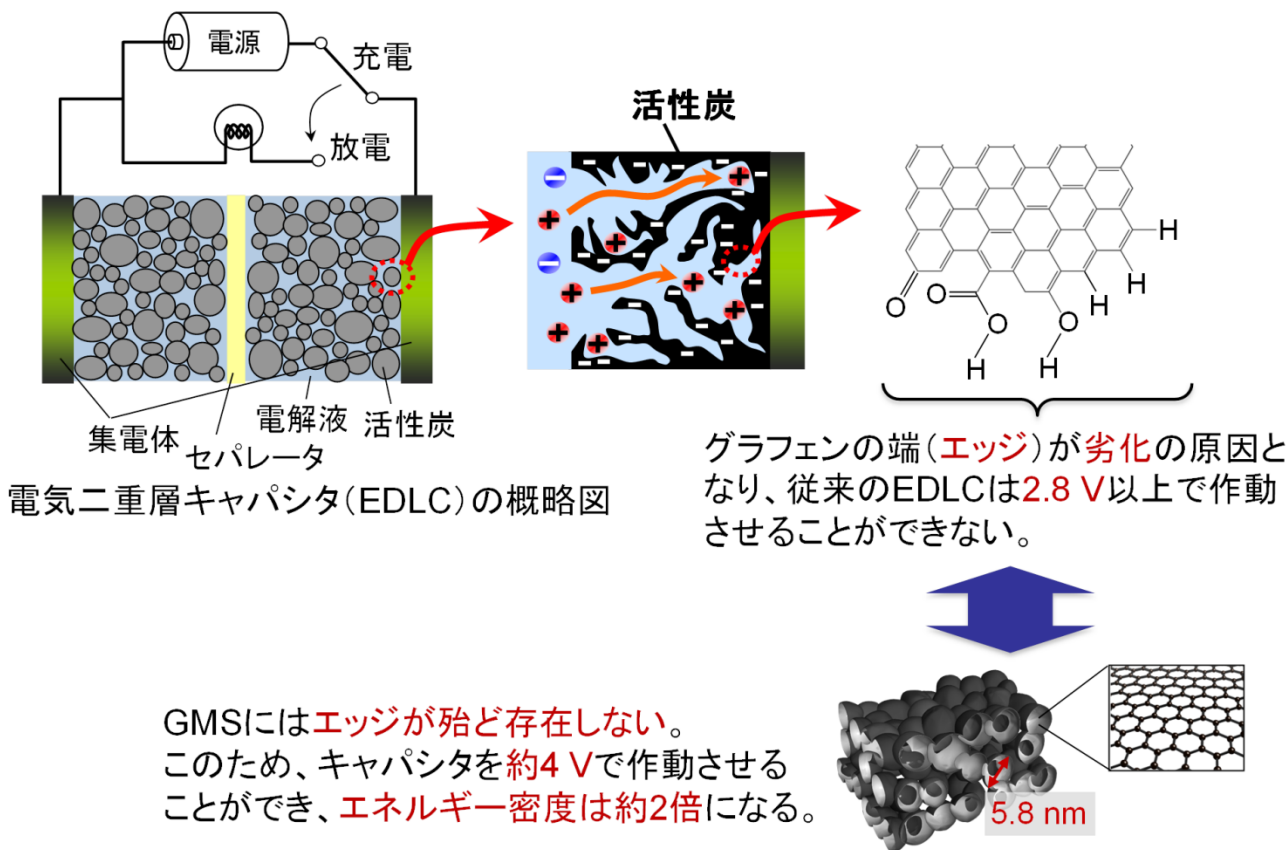 電源
充電
放電
集電体
セパレータ
電解液
活性炭
電気二重層キャパシタ(EDLC)の概略図
活性炭
H
H
H
O
O
O
H
H
グラフェンの端(エッジ)が劣化の原因と
なり、従来のEDLCは2.8 V以上で作動
させることができない。
GMSにはエッジが殆ど存在しない。
このため、キャパシタを約4 Vで作動させる
ことができ、エネルギー密度は約2倍になる。
5.8 nm